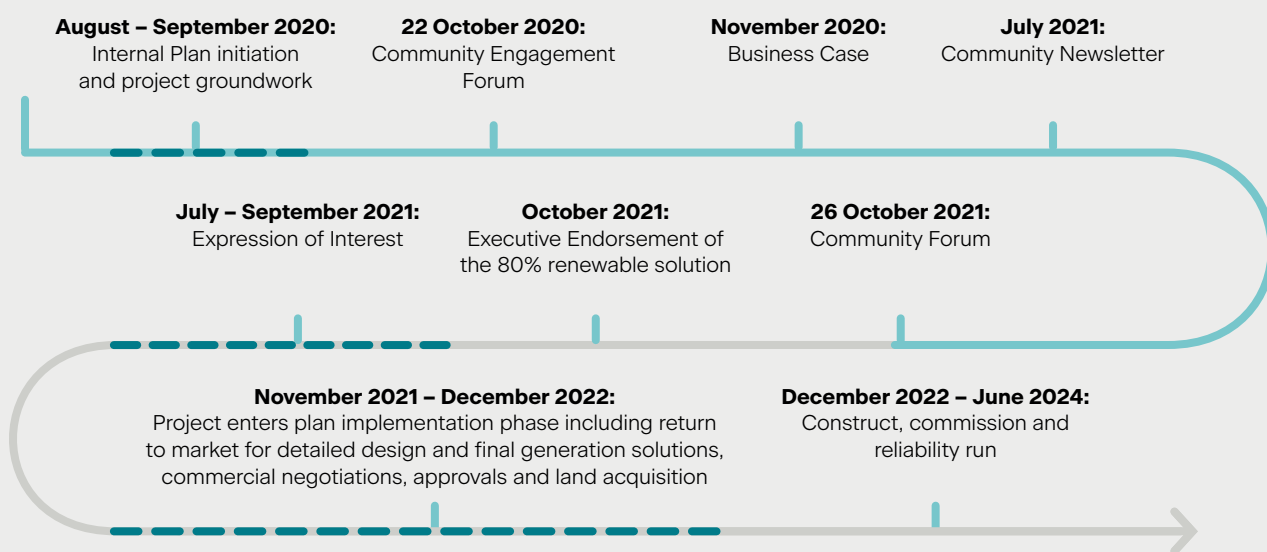 August – September 2020:
Internal Plan initiation
and project groundwork
22 October 2020:
Community Engagement
Forum
November 2020:
Business Case
July 2021:
Community Newsletter
July – September 2021:
Expression of Interest
October 2021:
Executive Endorsement of
the 80% renewable solution
26 October 2021:
Community Forum
November 2021 – December 2022:
Project enters plan implementation phase including return
to market for detailed design and final generation solutions,
commercial negotiations, approvals and land acquisition
December 2022 – June 2024:
Construct, commission and
reliability run